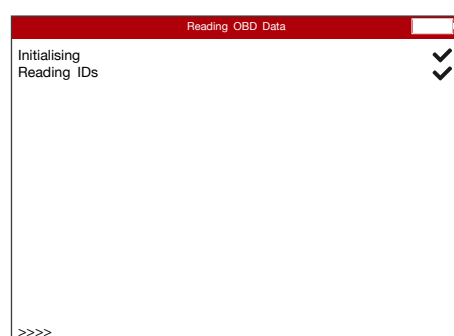 Reading OBD Data
Initialising
Reading IDs
>>>>